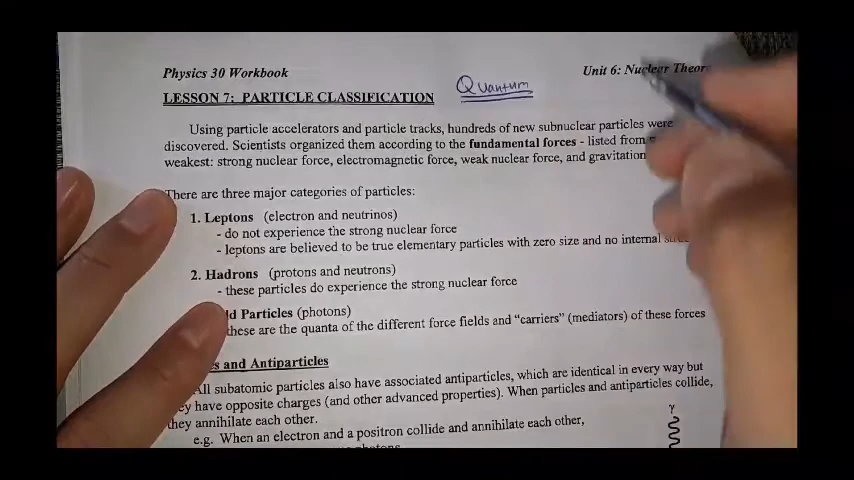 Physics 30 Workbook
Unit 6: Nuclear Theory
LESSON 7: PARTICLE CLASSIFICATION
Quantum
Using particle accelerators and particle tracks, hundreds of new subnuclear particles were
discovered. Scientists organized them according to the fundamental forces - listed from
weakest: strong nuclear force, electromagnetic force, weak nuclear force, and gravitation
There are three major categories of particles:
1. Leptons (electron and neutrinos)
- do not experience the strong nuclear force
- leptons are believed to be true elementary particles with zero size and no internal
2. Hadrons (protons and neutrons)
- these particles do experience the strong nuclear force
ld Particles (photons)
these are the quanta of the different force fields and "carriers" (mediators) of these forces
es and Antiparticles
All subatomic particles also have associated antiparticles, which are identical in every way but
they have opposite charges (and other advanced properties). When particles and antiparticles collide,
they annihilate each other.
e.g. When an electron and a positron collide and annihilate each other,
γ
photons